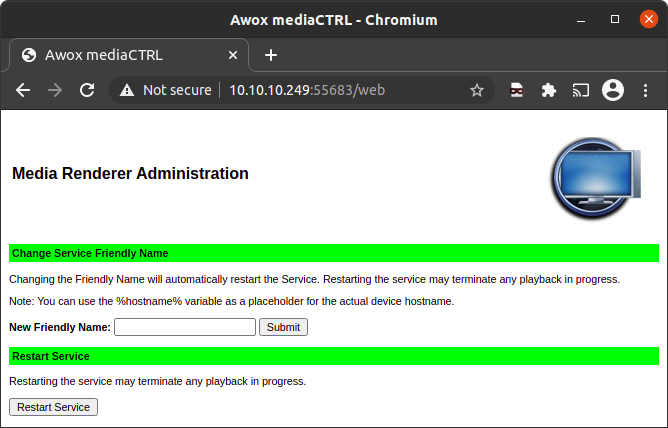 Awox mediaCTRL - Chromium
Awox mediaCTRL
Not secure 10.10.10.249:55683/web
Media Renderer Administration
Change Service Friendly Name
Changing the Friendly Name will automatically restart the Service. Restarting the service may terminate any playback in progress.
Note: You can use the %hostname% variable as a placeholder for the actual device hostname.
New Friendly Name: Submit
Restart Service
Restarting the service may terminate any playback in progress.
Restart Service